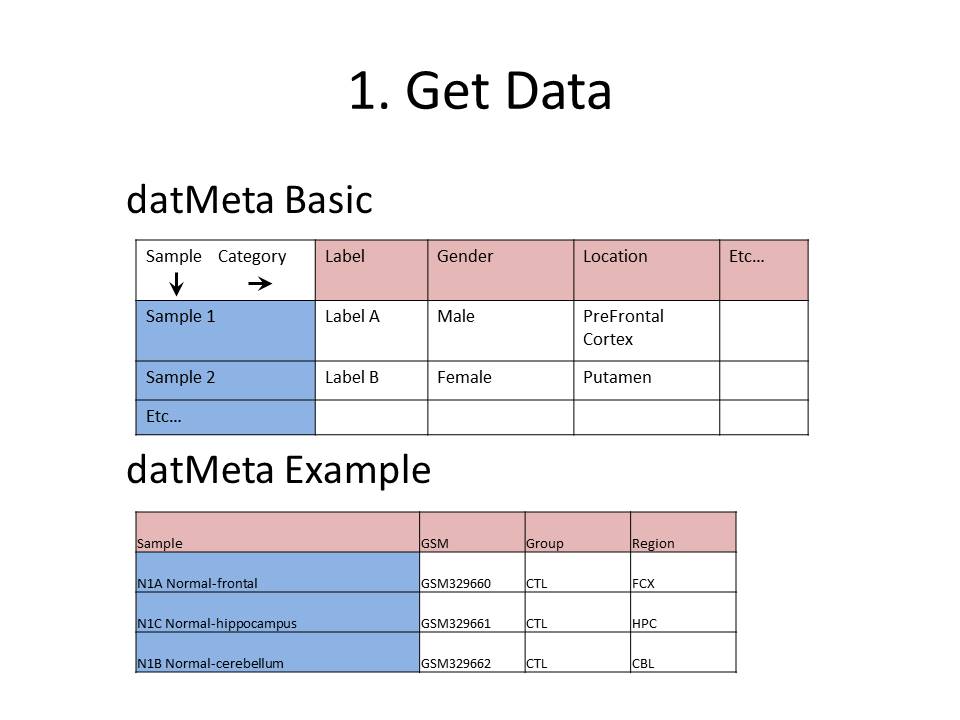 1. Get Data
datMeta Basic
Sample Category Label Gender Location Etc…
Sample 1 Label A Male PreFrontal
Cortex
Sample 2 Label B Female Putamen
Etc…
datMeta Example
Sample GSM Group Region
N1A Normal-frontal GSM329660 CTL FCX
N1C Normal-hippocampus GSM329661 CTL HPC
N1B Normal-cerebellum GSM329662 CTL CBL